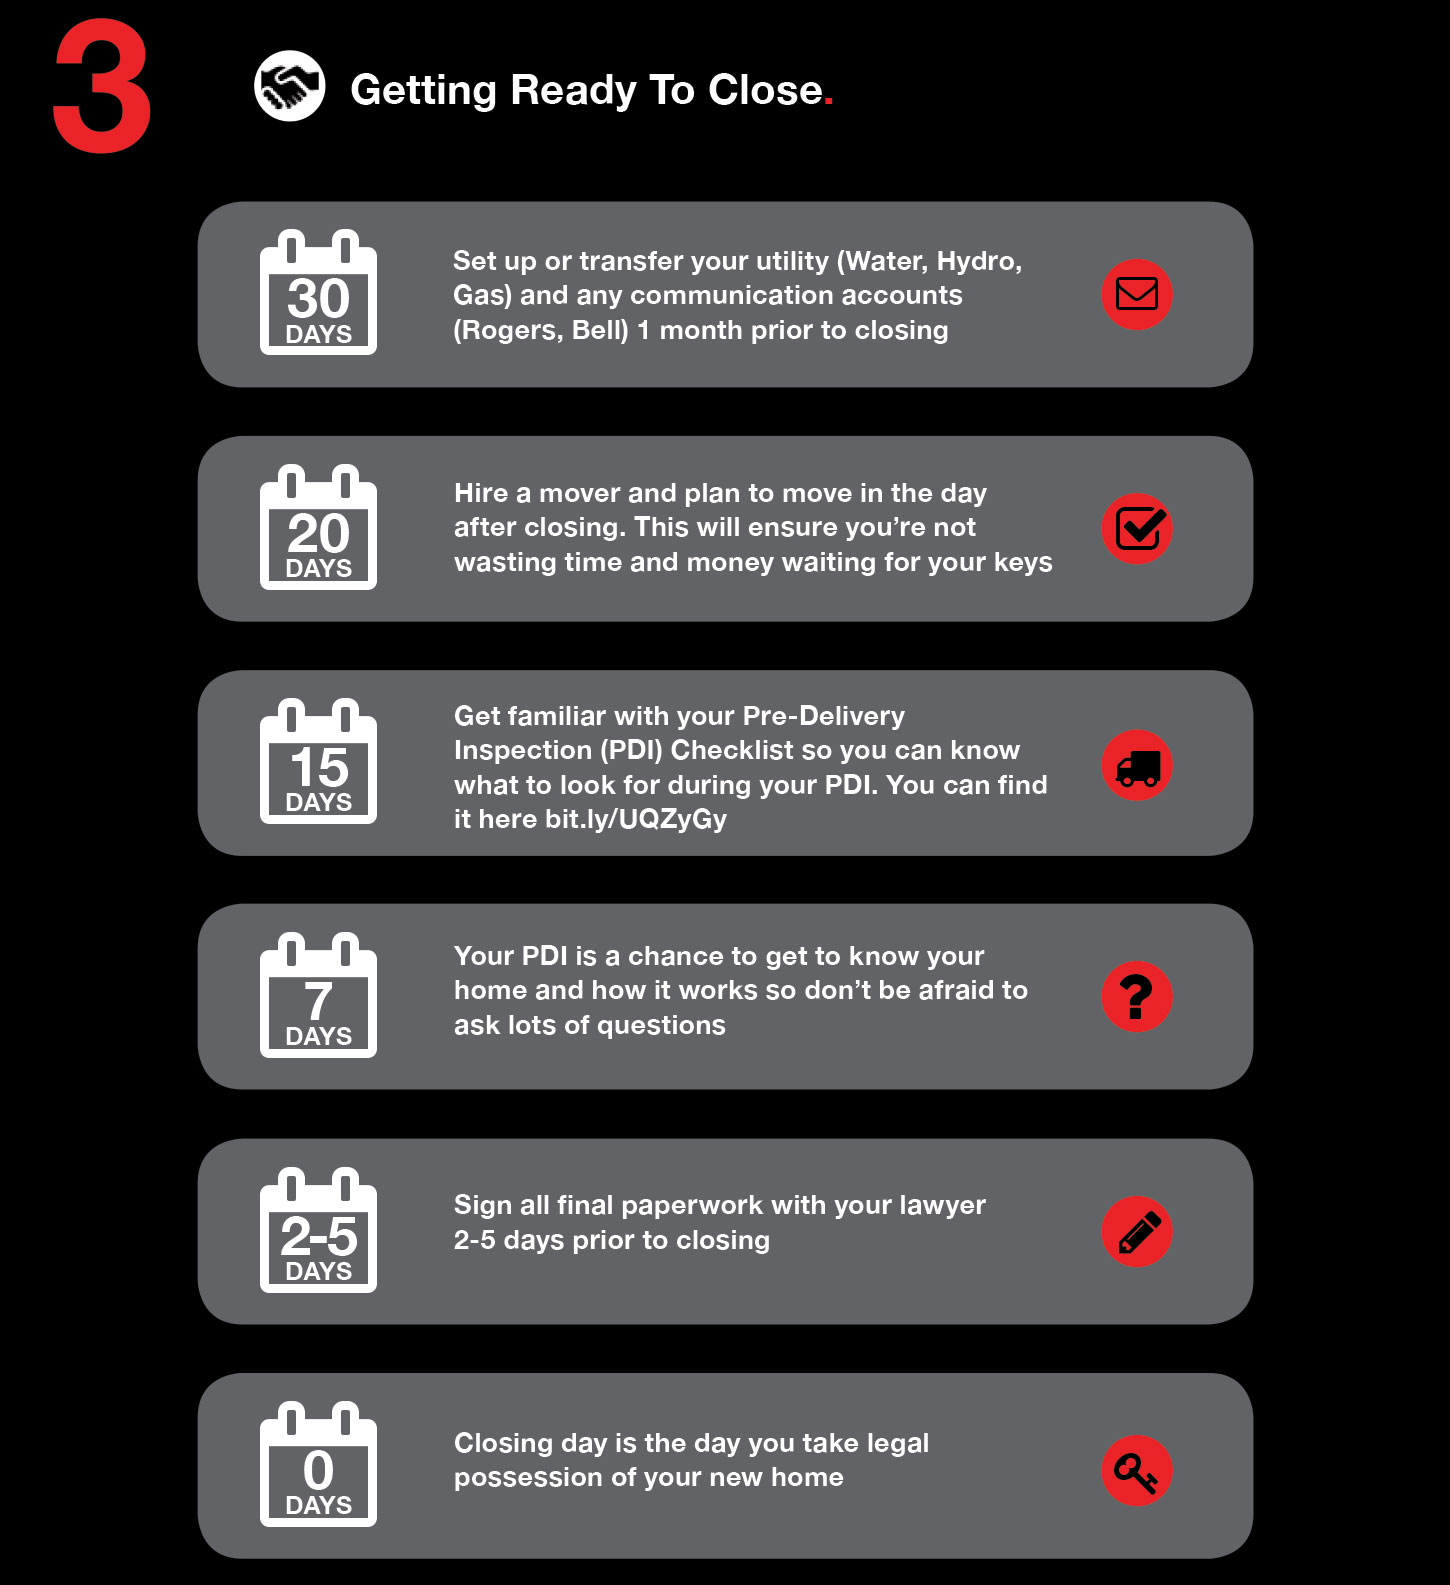 3
Getting Ready To Close.
30
DAYS
Set up or transfer your utility (Water, Hydro,
Gas) and any communication accounts
(Rogers, Bell) 1 month prior to closing
20
DAYS
Hire a mover and plan to move in the day
after closing. This will ensure you’re not
wasting time and money waiting for your keys
15
DAYS
Get familiar with your Pre-Delivery
Inspection (PDI) Checklist so you can know
what to look for during your PDI. You can find
it here bit.ly/UQZyGy
7
DAYS
Your PDI is a chance to get to know your
home and how it works so don’t be afraid to
ask lots of questions
2-5
DAYS
Sign all final paperwork with your lawyer
2-5 days prior to closing
0
DAYS
Closing day is the day you take legal
possession of your new home